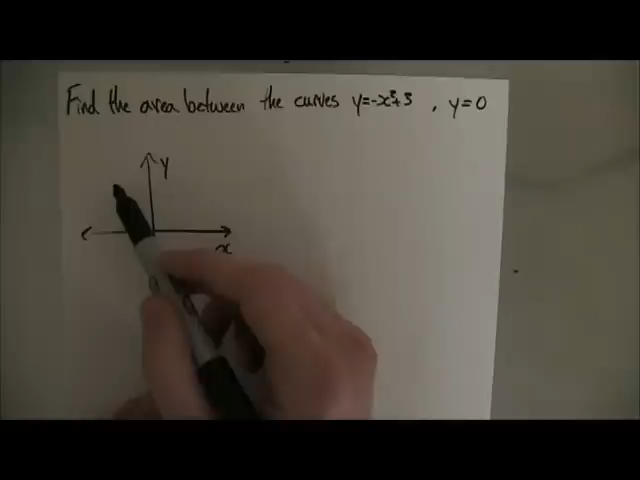 Find the area between the curves y=-x²+3 , y=0
y
x